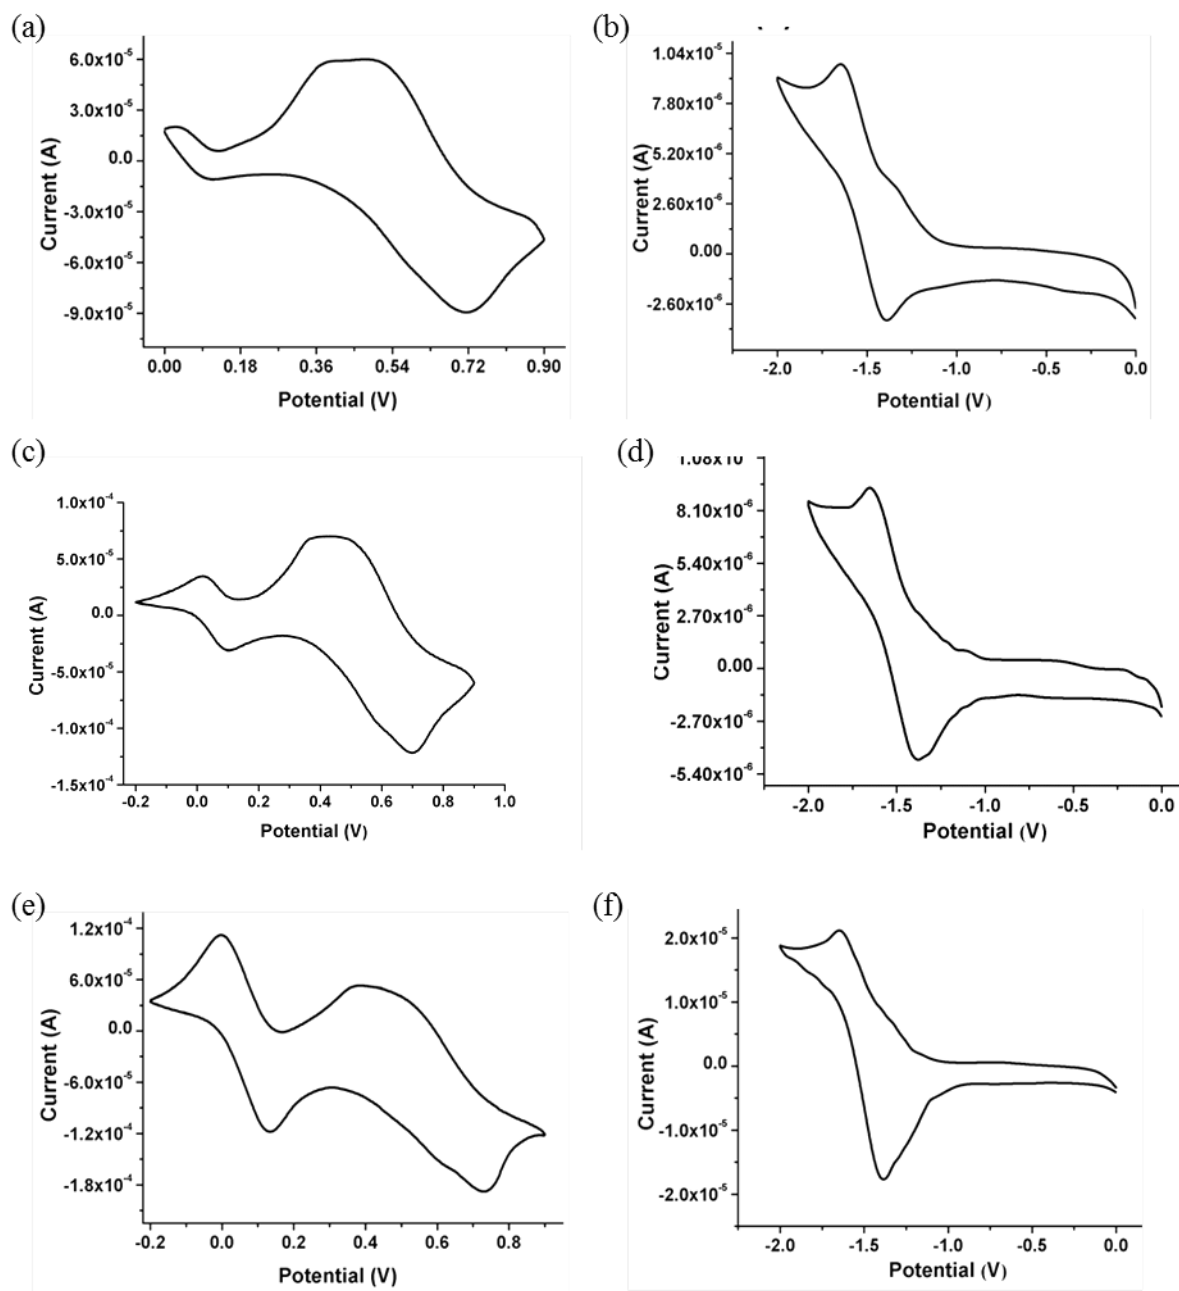 (a)
6.0x10⁻⁵
3.0x10⁻⁵
0.0
-3.0x10⁻⁵
-6.0x10⁻⁵
-9.0x10⁻⁵
Current (A)
0.00 0.18 0.36 0.54 0.72 0.90
Potential (V)
(b)
1.04x10⁻⁵
7.80x10⁻⁶
5.20x10⁻⁶
2.60x10⁻⁶
0.00
-2.60x10⁻⁶
Current (A)
-2.0 -1.5 -1.0 -0.5 0.0
Potential (V)
(c)
1.0x10⁻⁴
5.0x10⁻⁵
0.0
-5.0x10⁻⁵
-1.0x10⁻⁴
-1.5x10⁻⁴
Current (A)
-0.2 0.0 0.2 0.4 0.6 0.8 1.0
Potential (V)
(d)
1.08x10
8.10x10⁻⁶
5.40x10⁻⁶
2.70x10⁻⁶
0.00
-2.70x10⁻⁶
-5.40x10⁻⁶
Current (A)
-2.0 -1.5 -1.0 -0.5 0.0
Potential (V)
(e)
1.2x10⁻⁴
6.0x10⁻⁵
0.0
-6.0x10⁻⁵
-1.2x10⁻⁴
-1.8x10⁻⁴
Current (A)
-0.2 0.0 0.2 0.4 0.6 0.8
Potential (V)
(f)
2.0x10⁻⁵
1.0x10⁻⁵
0.0
-1.0x10⁻⁵
-2.0x10⁻⁵
Current (A)
-2.0 -1.5 -1.0 -0.5 0.0
Potential (V)